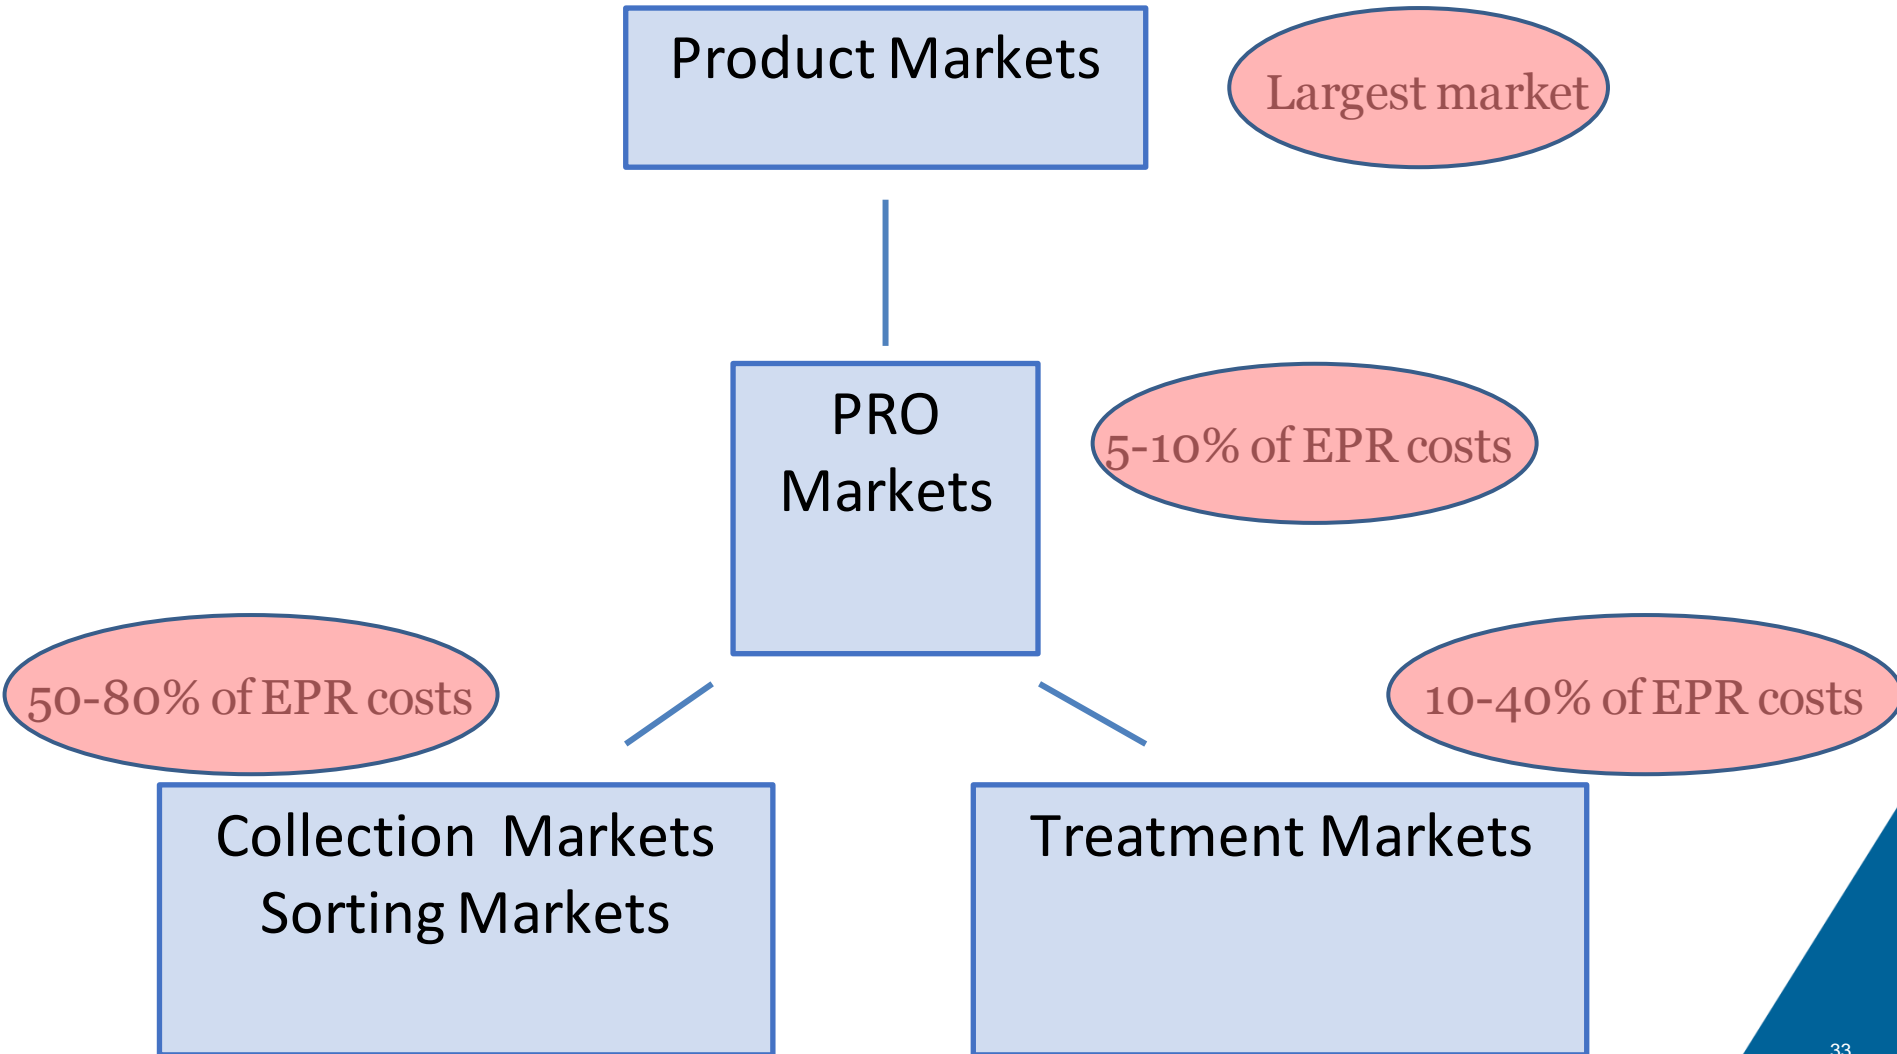 Product Markets
Largest market
PRO
Markets
5-10% of EPR costs
50-80% of EPR costs
10-40% of EPR costs
Collection Markets
Sorting Markets
Treatment Markets
33